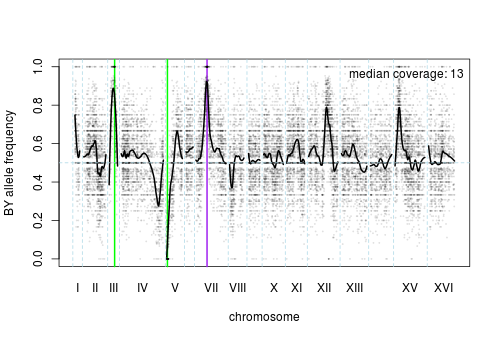 median coverage: 13
BY allele frequency
1.0
0.8
0.6
0.4
0.2
0.0
I II III IV V VII VIII X XI XII XIII XV XVI
chromosome